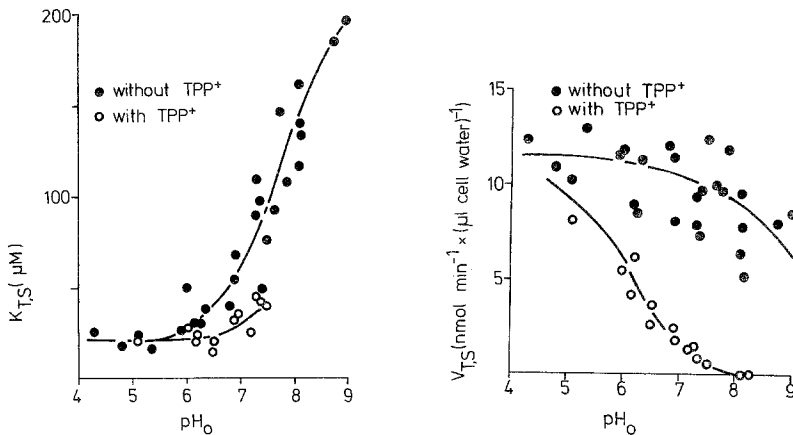 200
100
● without TPP⁺
○ with TPP⁺
K_T,S (μM)
4 5 6 7 8 9
pH_o
15
10
5
● without TPP⁺
○ with TPP⁺
V_T,S (nmol min⁻¹ × (μl cell water)⁻¹
4 5 6 7 8 9
pH_o